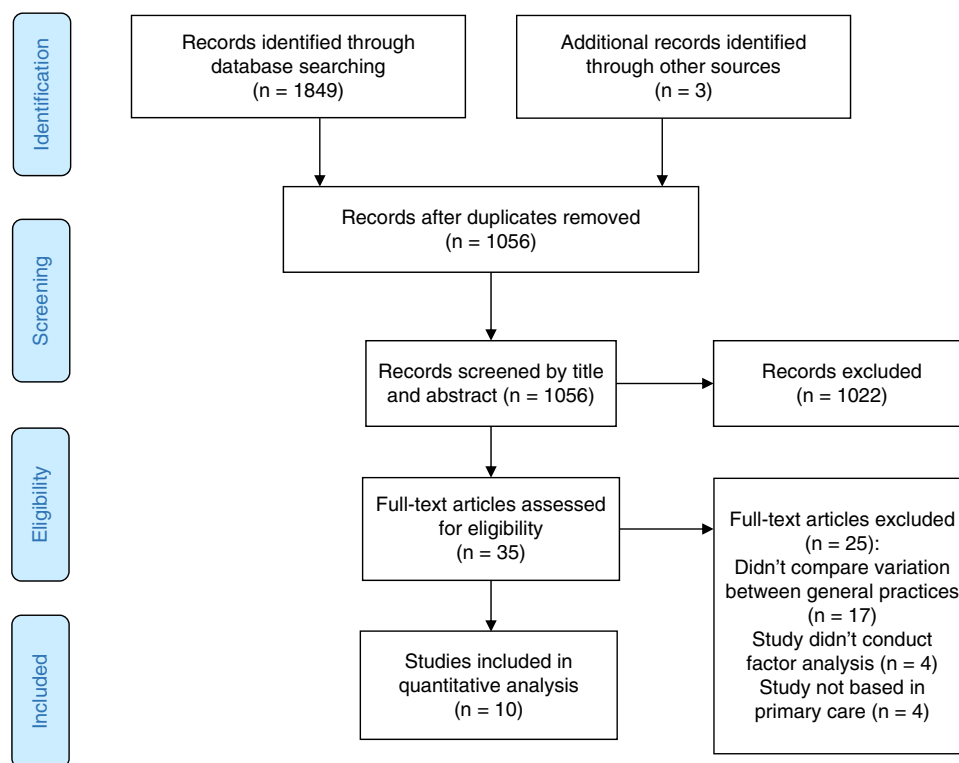 Identification
Records identified through
database searching
(n = 1849)
Additional records identified
through other sources
(n = 3)
Screening
Records after duplicates removed
(n = 1056)
Records screened by title
and abstract (n = 1056)
Records excluded
(n = 1022)
Eligibility
Full-text articles assessed
for eligibility
(n = 35)
Full-text articles excluded
(n = 25):
Didn't compare variation
between general practices
(n = 17)
Study didn't conduct
factor analysis (n = 4)
Study not based in
primary care (n = 4)
Included
Studies included in
quantitative analysis
(n = 10)